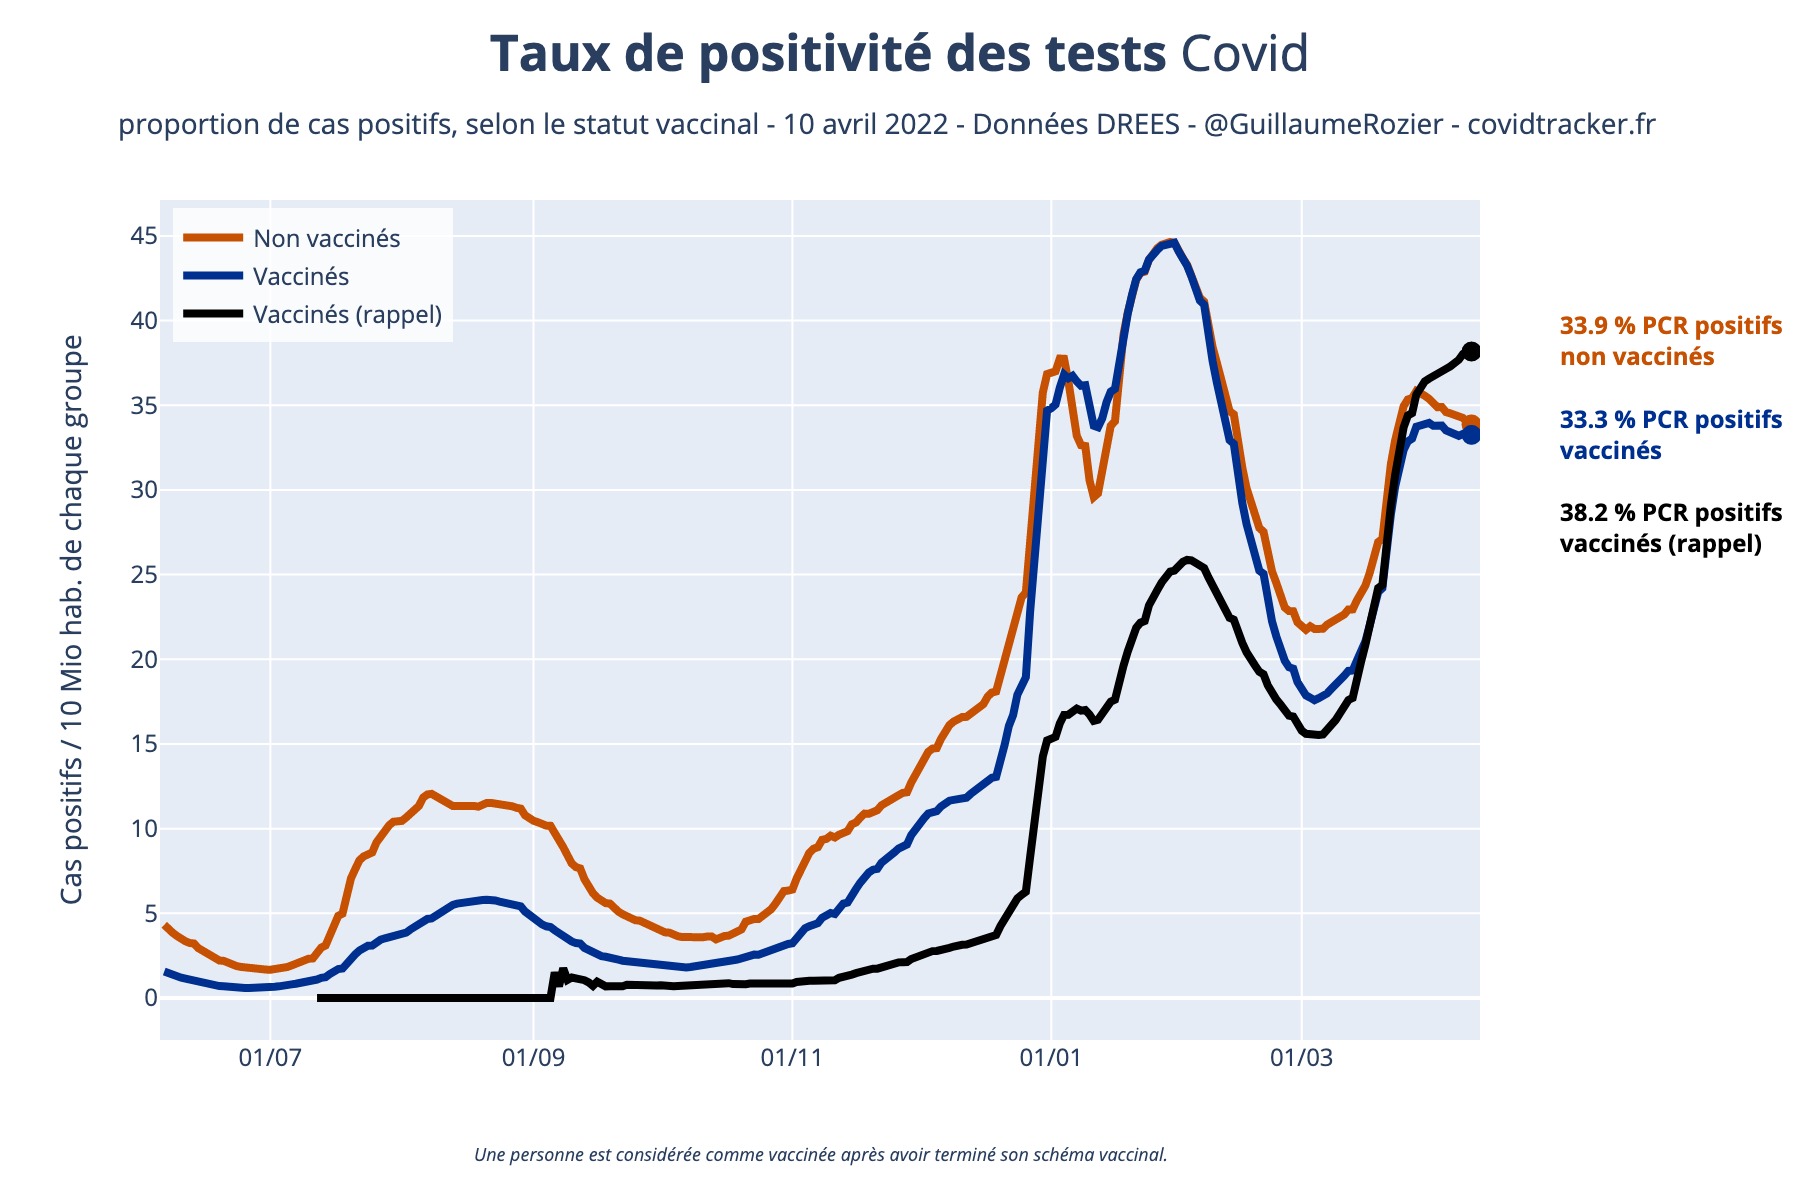 Taux de positivité des tests Covid
proportion de cas positifs, selon le statut vaccinal - 10 avril 2022 - Données DREES - @GuillaumeRozier - covidtracker.fr
Non vaccinés
Vaccinés
Vaccinés (rappel)
Cas positifs / 10 Mio hab. de chaque groupe
45
40
35
30
25
20
15
10
5
0
01/07
01/09
01/11
01/01
01/03
33.9 % PCR positifs
non vaccinés
33.3 % PCR positifs
vaccinés
38.2 % PCR positifs
vaccinés (rappel)
Une personne est considérée comme vaccinée après avoir terminé son schéma vaccinal.